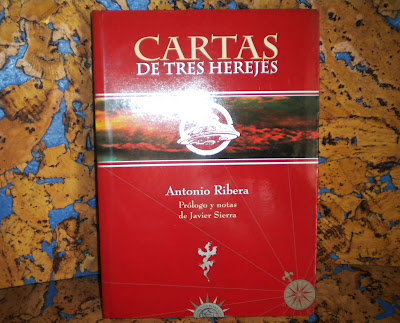 CARTAS
DE TRES HEREJES
Antonio Ribera
Prólogo y notas
de Javier Sierra